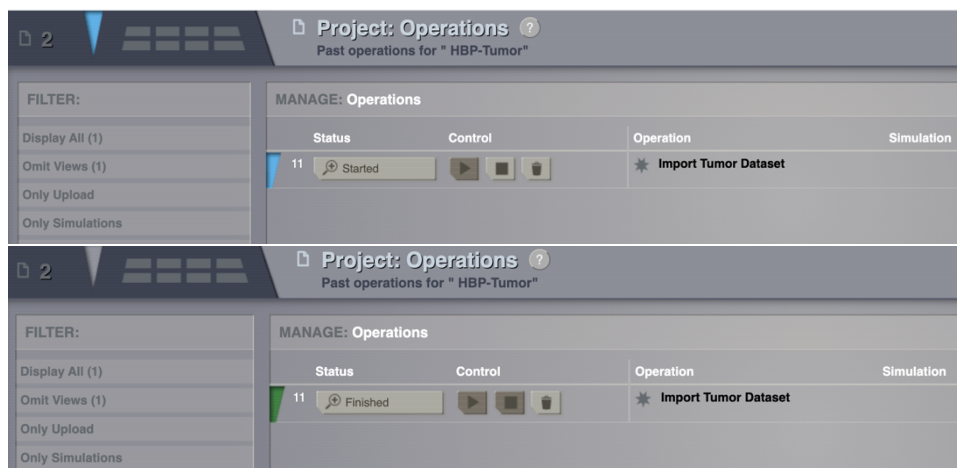 2
Project: Operations ?
Past operations for " HBP-Tumor"
FILTER:
Display All (1)
Omit Views (1)
Only Upload
Only Simulations
MANAGE: Operations
Status Control Operation Simulation
11 Started Import Tumor Dataset
2
Project: Operations ?
Past operations for " HBP-Tumor"
FILTER:
Display All (1)
Omit Views (1)
Only Upload
Only Simulations
MANAGE: Operations
Status Control Operation Simulation
11 Finished Import Tumor Dataset